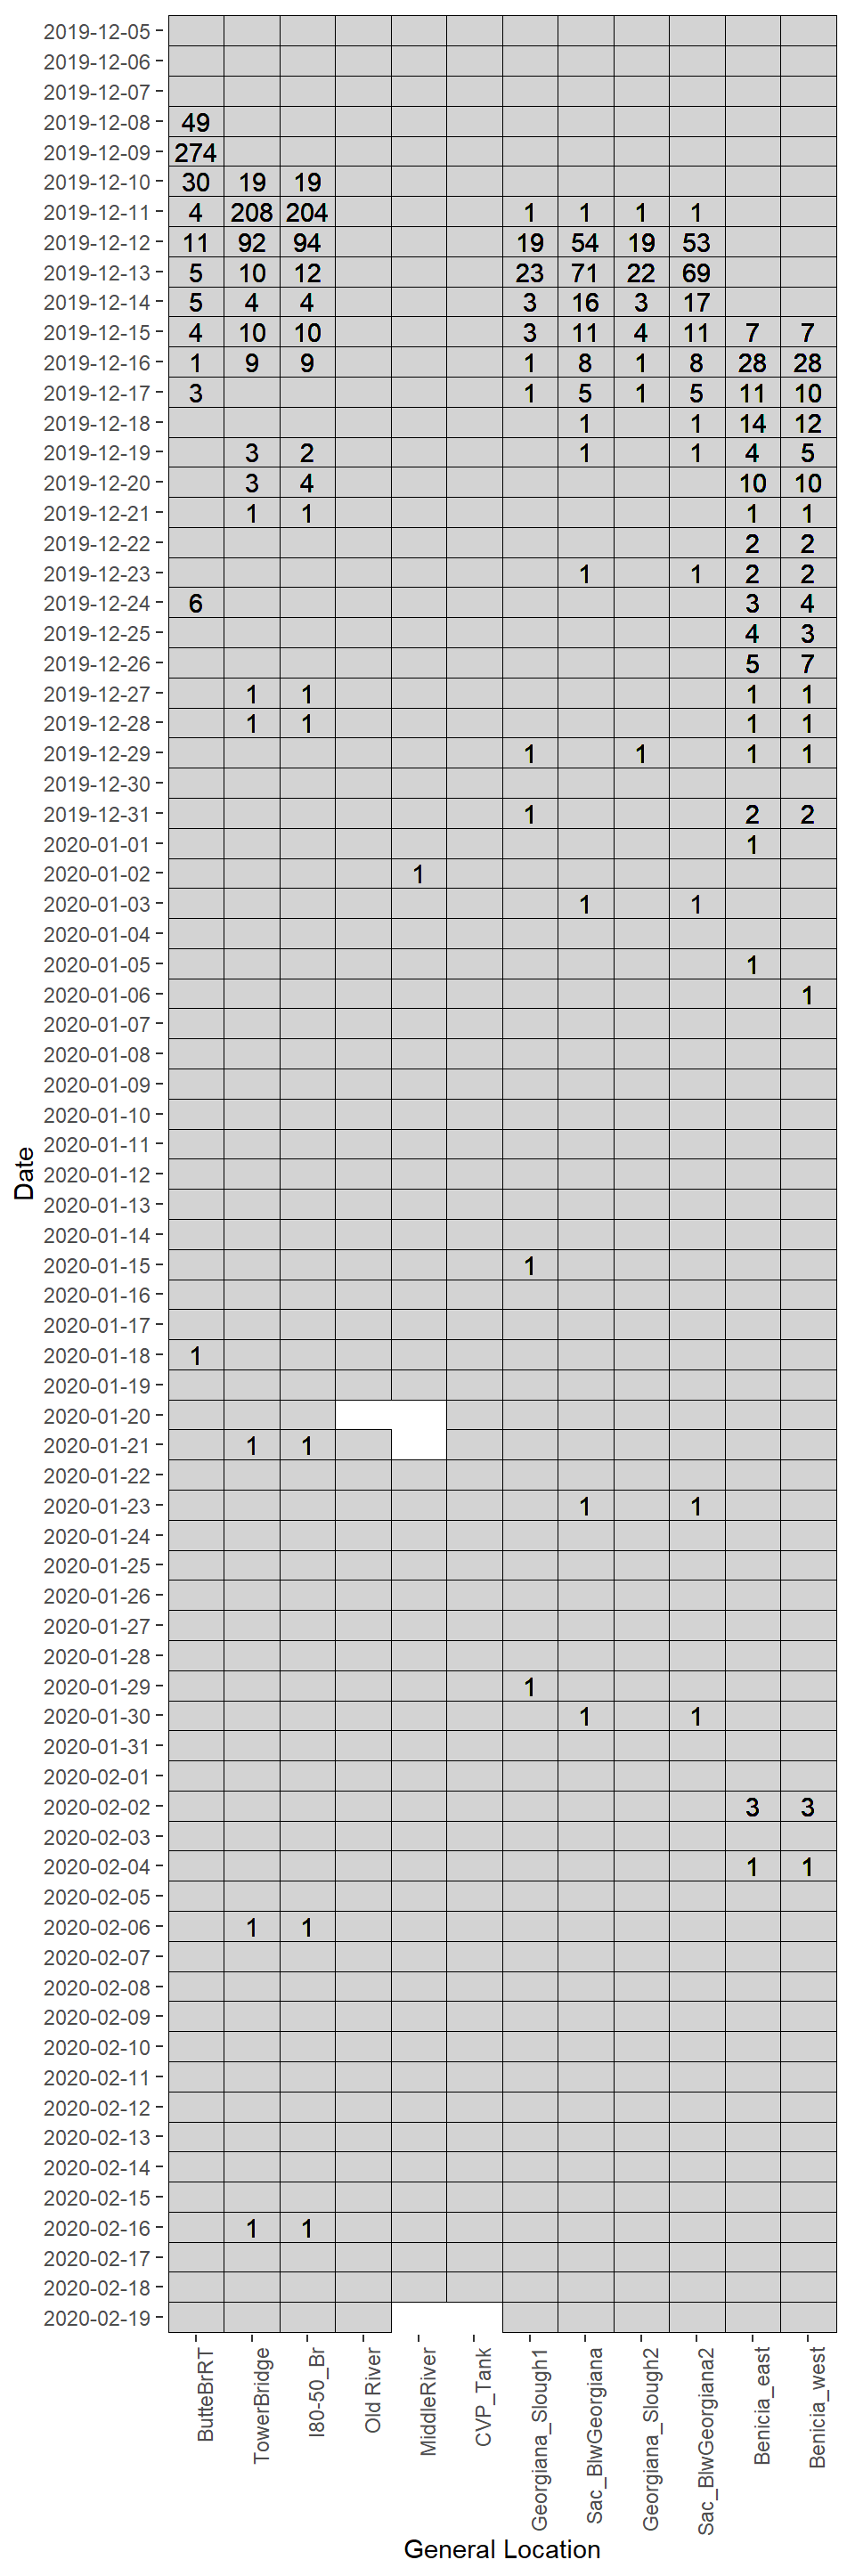 2019-12-05
2019-12-06
2019-12-07
2019-12-08 49
2019-12-09 274
2019-12-10 30 19 19
2019-12-11 4 208 204 1 1 1 1
2019-12-12 11 92 94 19 54 19 53
2019-12-13 5 10 12 23 71 22 69
2019-12-14 5 4 4 3 16 3 17
2019-12-15 4 10 10 3 11 4 11 7 7
2019-12-16 1 9 9 1 8 1 8 28 28
2019-12-17 3 1 5 1 5 11 10
2019-12-18 1 1 14 12
2019-12-19 3 2 1 1 4 5
2019-12-20 3 4 10 10
2019-12-21 1 1 1 1
2019-12-22 2 2
2019-12-23 1 1 2 2
2019-12-24 6 3 4
2019-12-25 4 3
2019-12-26 5 7
2019-12-27 1 1 1 1
2019-12-28 1 1 1 1
2019-12-29 1 1 1 1
2019-12-30
2019-12-31 1 2 2
2020-01-01 1
2020-01-02 1
2020-01-03 1 1
2020-01-04
2020-01-05 1
2020-01-06 1
2020-01-07
2020-01-08
2020-01-09
2020-01-10
2020-01-11
2020-01-12
2020-01-13
2020-01-14
2020-01-15 1
2020-01-16
2020-01-17
2020-01-18 1
2020-01-19
2020-01-20
2020-01-21 1 1
2020-01-22
2020-01-23 1 1
2020-01-24
2020-01-25
2020-01-26
2020-01-27
2020-01-28
2020-01-29 1
2020-01-30 1 1
2020-01-31
2020-02-01
2020-02-02 3 3
2020-02-03
2020-02-04 1 1
2020-02-05
2020-02-06 1 1
2020-02-07
2020-02-08
2020-02-09
2020-02-10
2020-02-11
2020-02-12
2020-02-13
2020-02-14
2020-02-15
2020-02-16 1 1
2020-02-17
2020-02-18
2020-02-19
Date
ButteBrRT
TowerBridge
I80-50_Br
Old River
MiddleRiver
CVP_Tank
Georgiana_Slough1
Sac_BlwGeorgiana
Georgiana_Slough2
Sac_BlwGeorgiana2
Benicia_east
Benicia_west
General Location